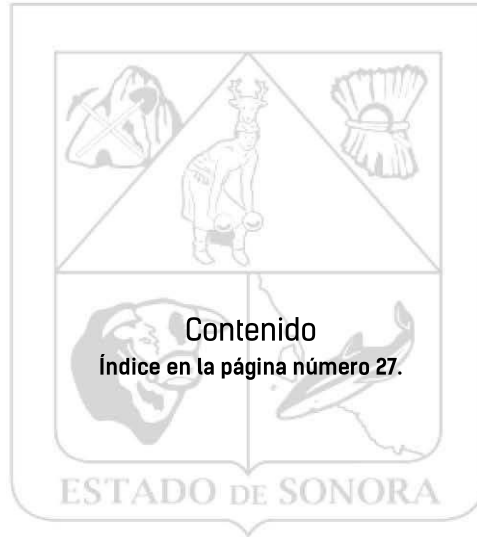 Contenido
Índice en la página número 27.
ESTADO DE SONORA